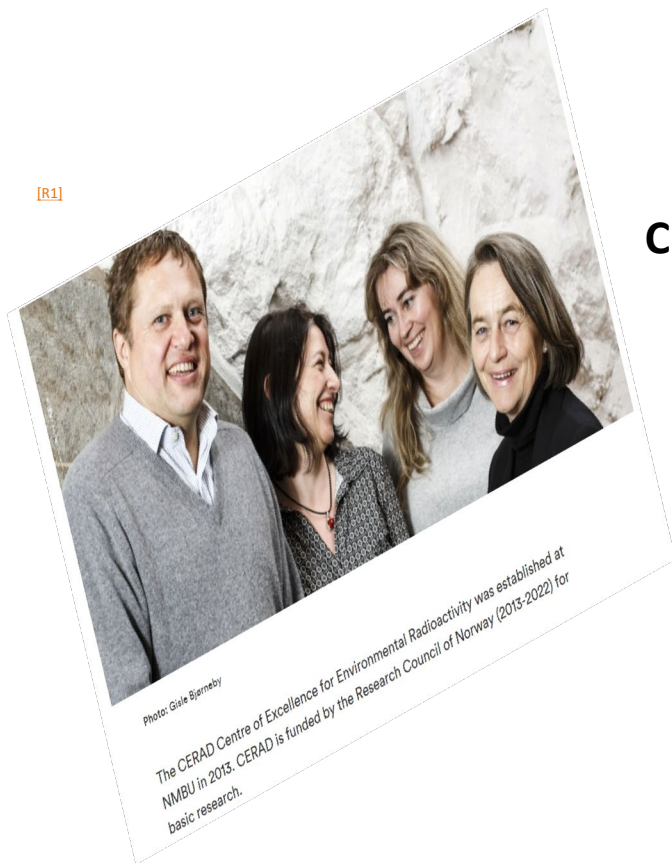 [R1]
C
Photo: Gisle Bjørneby
The CERAD Centre of Excellence for Environmental Radioactivity was established at
NMBU in 2013. CERAD is funded by the Research Council of Norway (2013-2022) for
basic research.